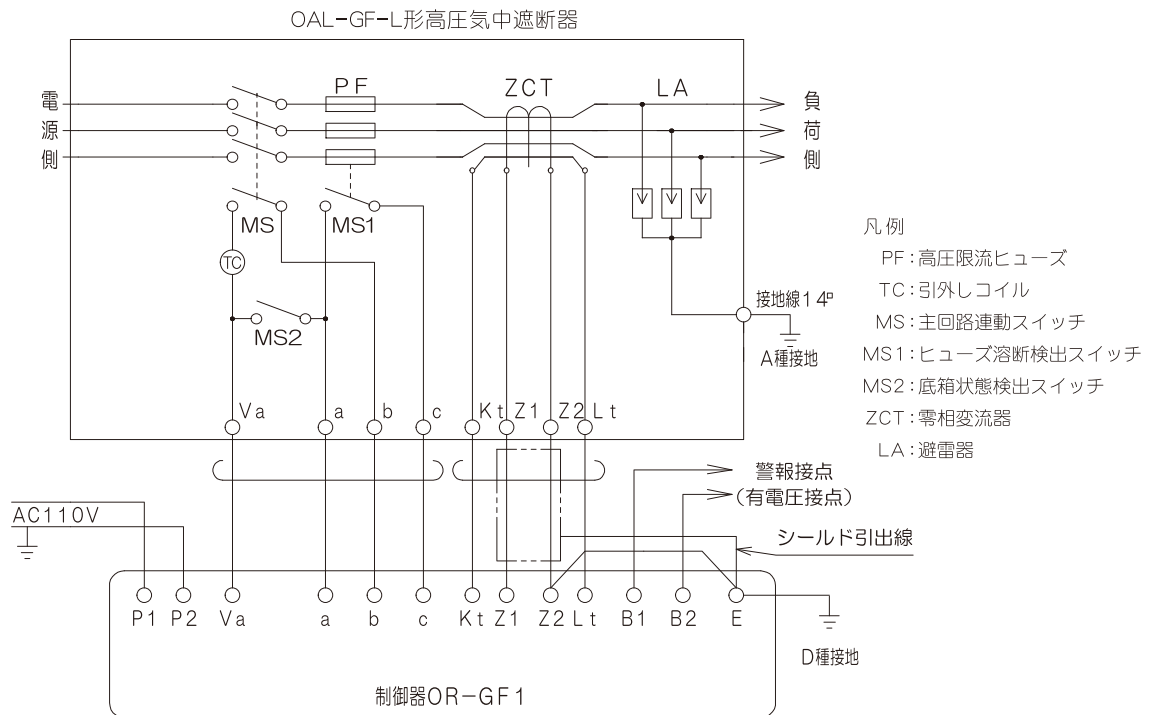 OAL-GF-L形高圧気中遮断器
PF
ZCT
LA
電源側
負荷側
MS
MS1
TC
MS2
接地線14□
A種接地
Va
a
b
c
Kt
Z1
Z2
Lt
凡例
PF:高圧限流ヒューズ
TC:引外しコイル
MS:主回路連動スイッチ
MS1:ヒューズ溶断検出スイッチ
MS2:底箱状態検出スイッチ
ZCT:零相変流器
LA:避雷器
警報接点
(有電圧接点)
シールド引出線
AC110V
P1
P2
Va
a
b
c
Kt
Z1
Z2
Lt
B1
B2
E
D種接地
制御器OR-GF1